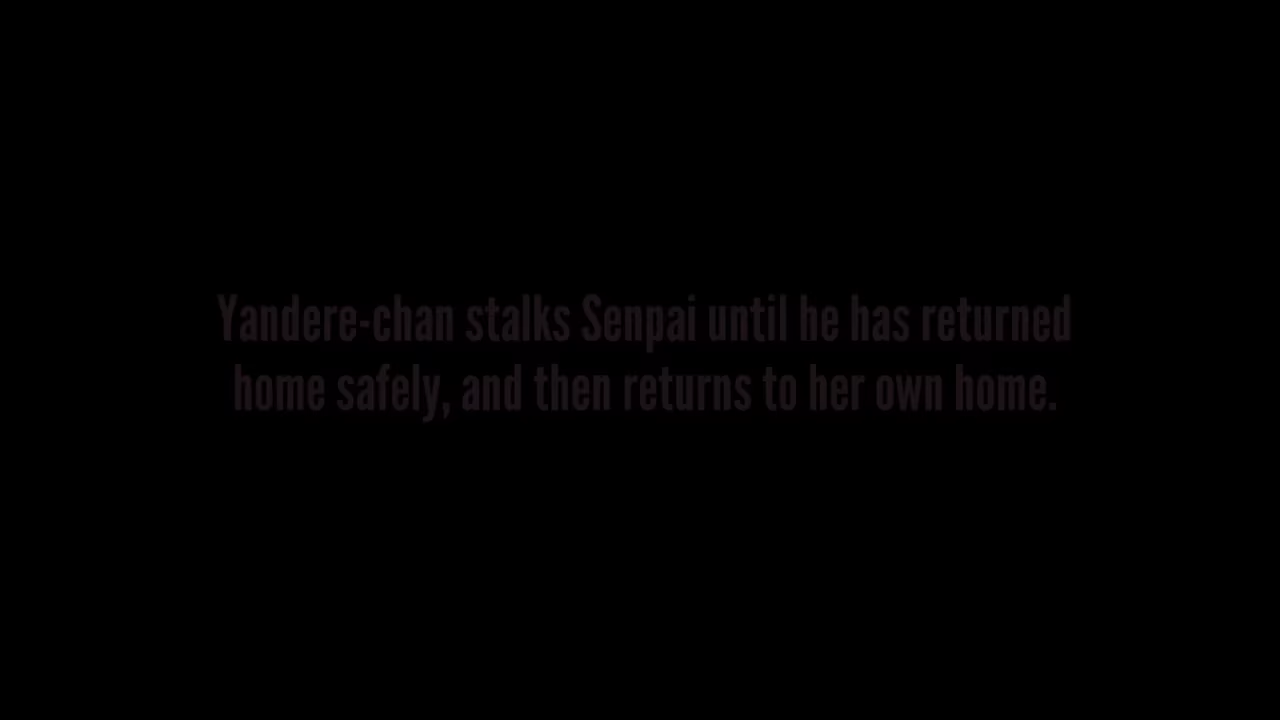 Yandere-chan stalks Senpai until he has returned
home safely, and then returns to her own home.